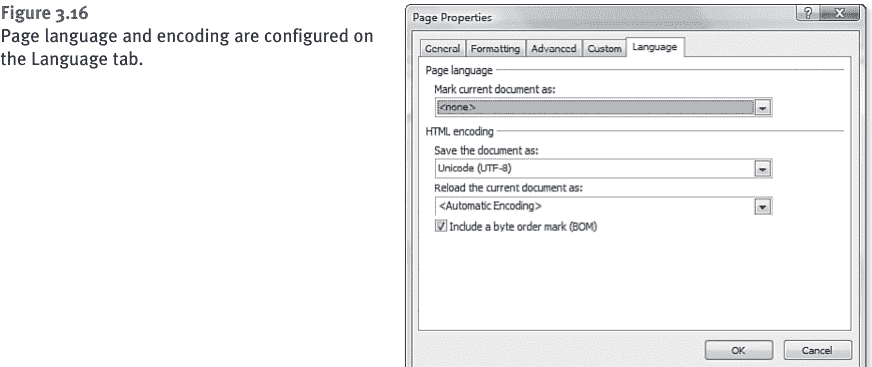 Figure 3.16
Page language and encoding are configured on
the Language tab.
Page Properties
General Formatting Advanced Custom Language
Page language
Mark current document as:
<none>
HTML encoding
Save the document as:
Unicode (UTF-8)
Reload the current document as:
<Automatic Encoding>
Include a byte order mark (BOM)
OK Cancel